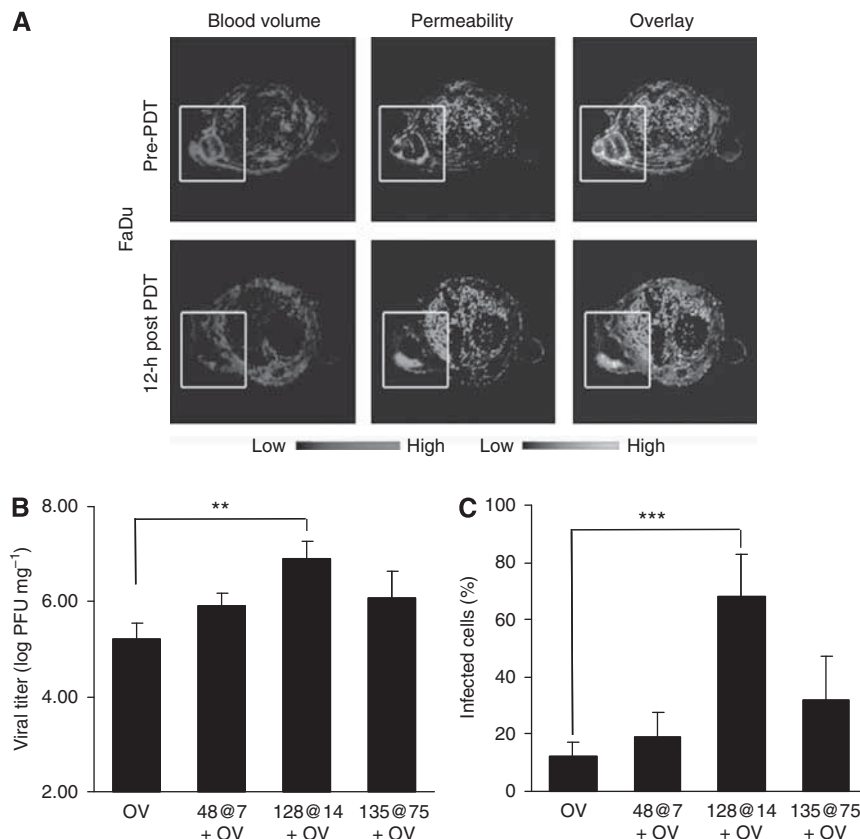 A
Blood volume
Permeability
Overlay
Pre-PDT
FaDu
12-h post PDT
Low
High
Low
High
B
Viral titer (log PFU mg⁻¹)
8.00
6.00
4.00
2.00
**
OV
48@7
+ OV
128@14
+ OV
135@75
+ OV
C
Infected cells (%)
100
80
60
40
20
0
***
OV
48@7
+ OV
128@14
+ OV
135@75
+ OV